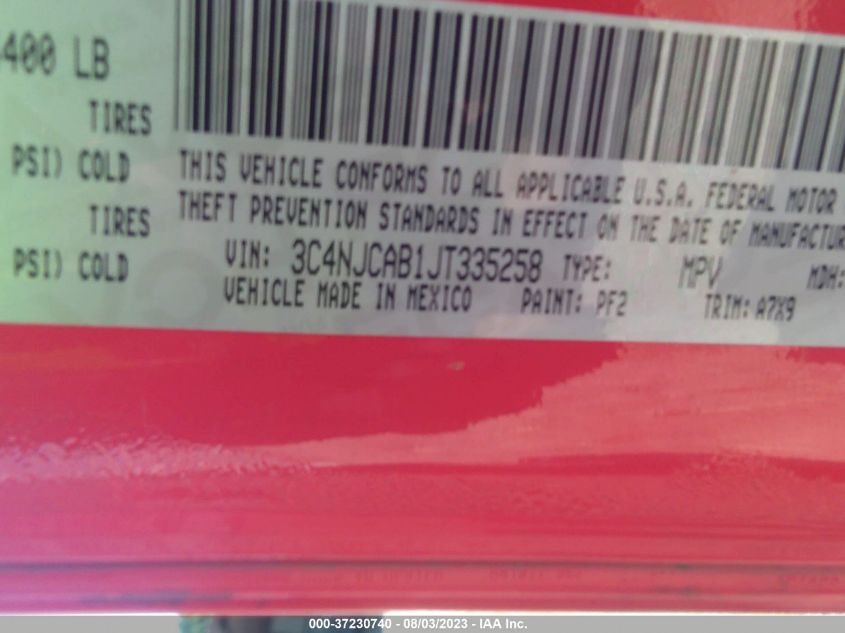 400 LB
TIRES
PSI) COLD
TIRES
PSI) COLD
THIS VEHICLE CONFORMS TO ALL APPLICABLE U.S.A. FEDERAL MOTOR
THEFT PREVENTION STANDARDS IN EFFECT ON THE DATE OF MANUFACTUR
VIN: 3C4NJCAB1JT335258 TYPE: MPV MDH:
VEHICLE MADE IN MEXICO PAINT: PF2 TRIM: A7X9
000-37230740 - 08/03/2023 - IAA Inc.